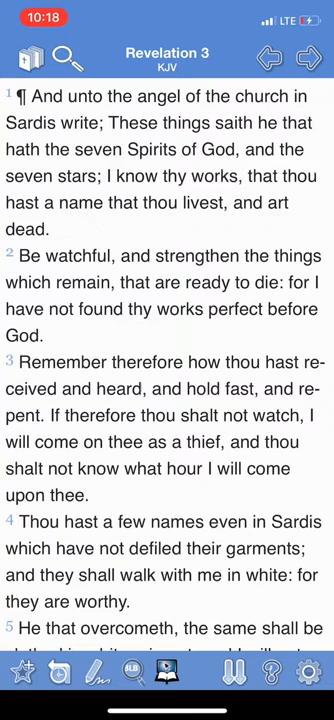 10:18
LTE
Revelation 3
KJV
1 ¶ And unto the angel of the church in
Sardis write; These things saith he that
hath the seven Spirits of God, and the
seven stars; I know thy works, that thou
hast a name that thou livest, and art
dead.
2 Be watchful, and strengthen the things
which remain, that are ready to die: for I
have not found thy works perfect before
God.
3 Remember therefore how thou hast re-
ceived and heard, and hold fast, and re-
pent. If therefore thou shalt not watch, I
will come on thee as a thief, and thou
shalt not know what hour I will come
upon thee.
4 Thou hast a few names even in Sardis
which have not defiled their garments;
and they shall walk with me in white: for
they are worthy.
5 He that overcometh, the same shall be
BLB